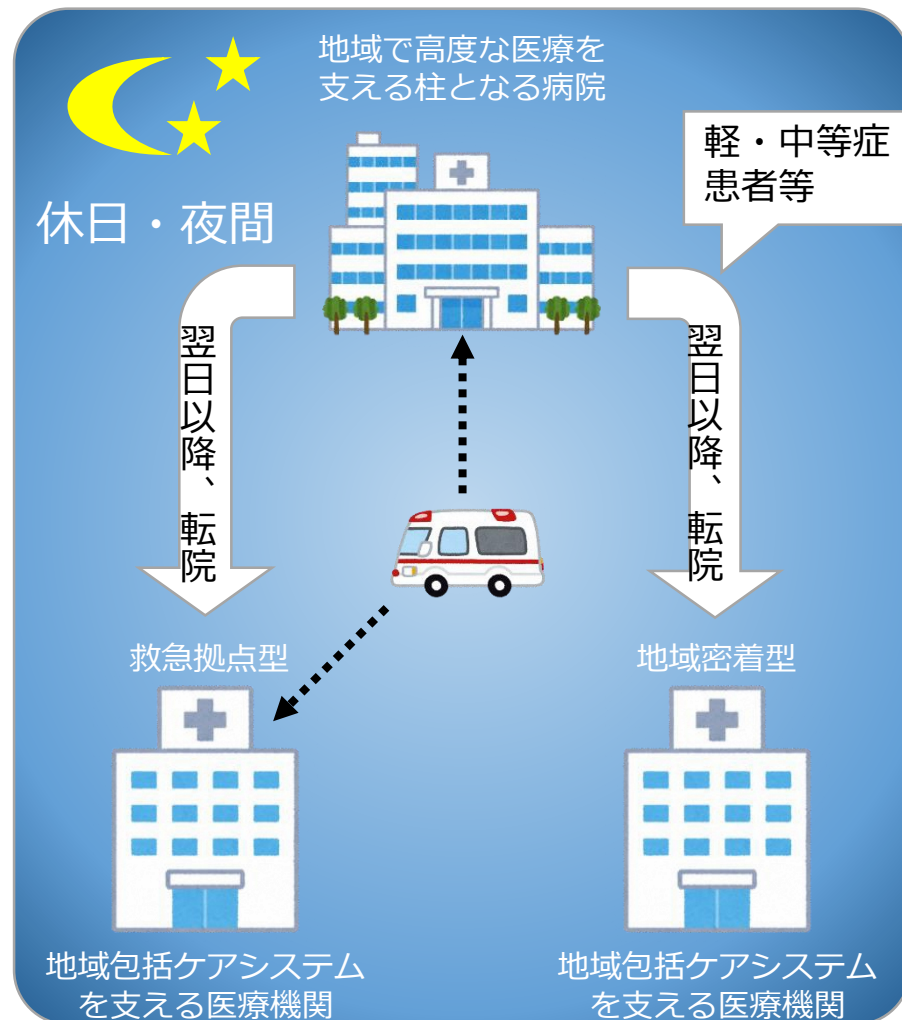 地域で高度な医療を
支える柱となる病院
軽・中等症
患者等
休日・夜間
翌日以降、転院
翌日以降、転院
救急拠点型
地域密着型
地域包括ケアシステム
を支える医療機関
地域包括ケアシステム
を支える医療機関